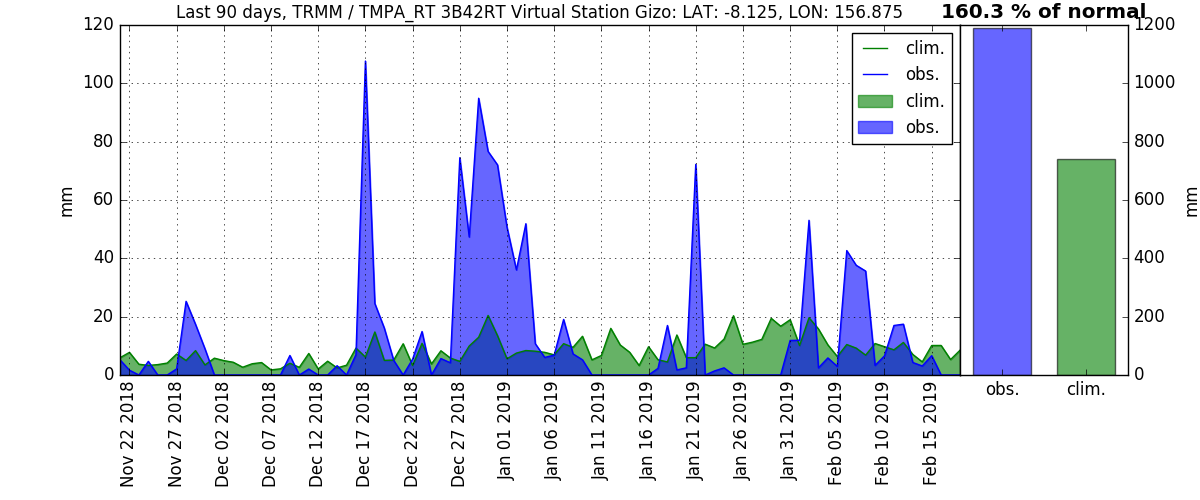 Last 90 days, TRMM / TMPA_RT 3B42RT Virtual Station Gizo: LAT: -8.125, LON: 156.875
160.3 % of normal
120
100
80
60
40
20
0
mm
clim.
obs.
clim.
obs.
Nov 22 2018
Nov 27 2018
Dec 02 2018
Dec 07 2018
Dec 12 2018
Dec 17 2018
Dec 22 2018
Dec 27 2018
Jan 01 2019
Jan 06 2019
Jan 11 2019
Jan 16 2019
Jan 21 2019
Jan 26 2019
Jan 31 2019
Feb 05 2019
Feb 10 2019
Feb 15 2019
1200
1000
800
600
400
200
0
mm
obs.
clim.